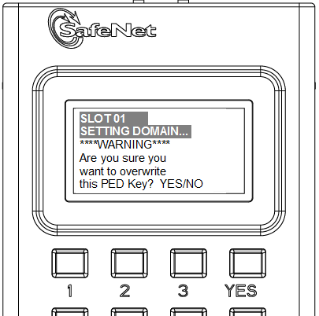 SafeNet
SLOT 01
SETTING DOMAIN...
****WARNING****
Are you sure you
want to overwrite
this PED Key? YES/NO
1 2 3 YES